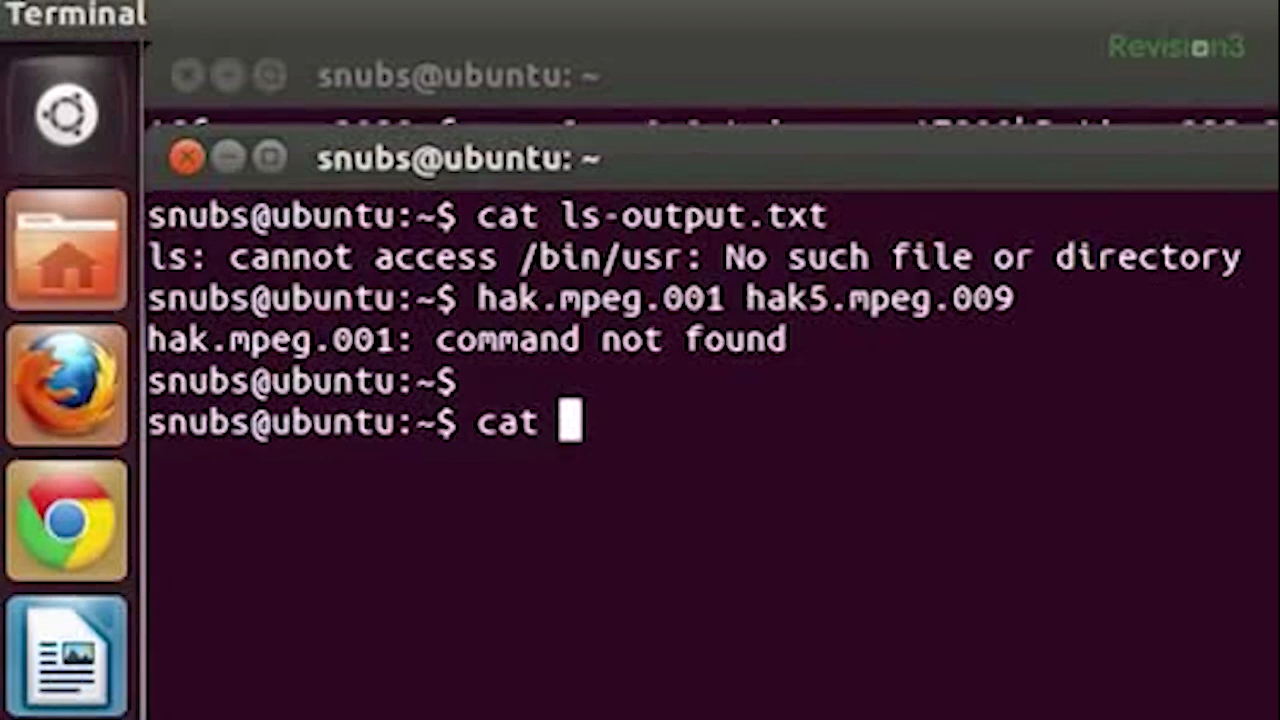 Terminal
Revision3
snubs@ubuntu: ~
snubs@ubuntu: ~
snubs@ubuntu:~$ cat ls-output.txt
ls: cannot access /bin/usr: No such file or directory
snubs@ubuntu:~$ hak.mpeg.001 hak5.mpeg.009
hak.mpeg.001: command not found
snubs@ubuntu:~$
snubs@ubuntu:~$ cat